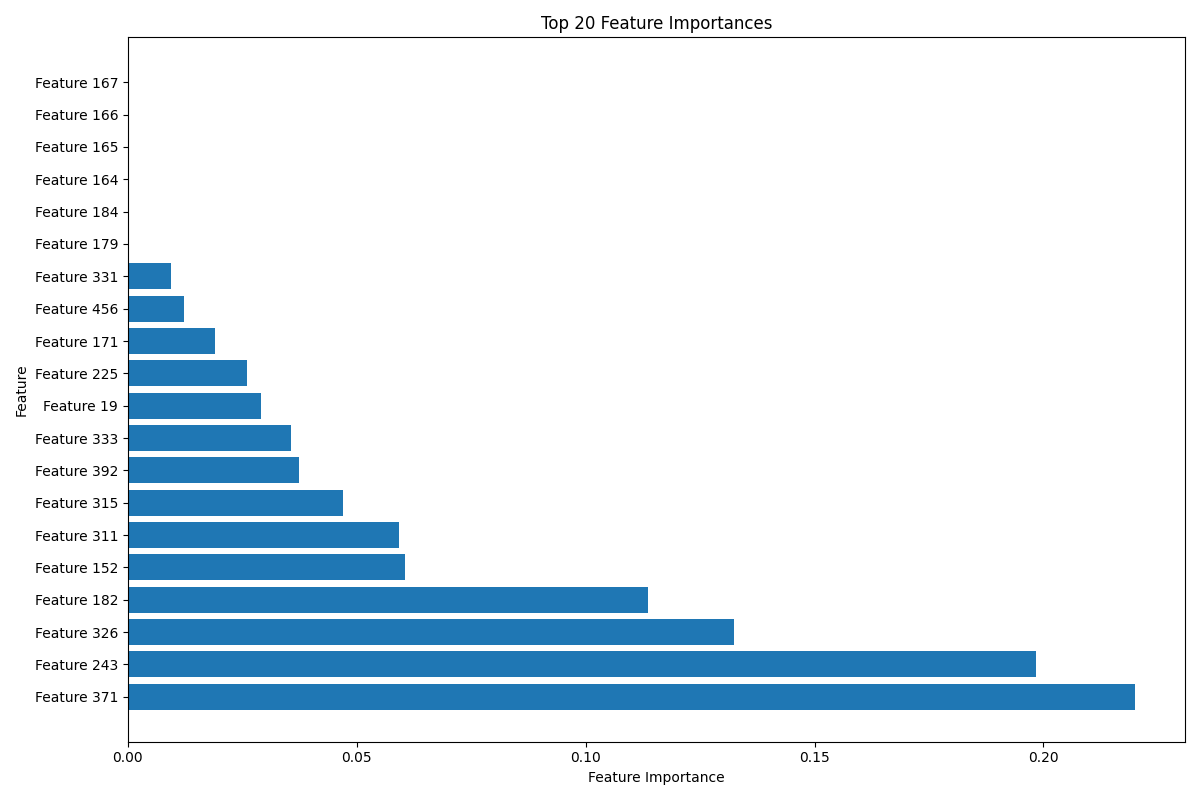 Top 20 Feature Importances
Feature 167
Feature 166
Feature 165
Feature 164
Feature 184
Feature 179
Feature 331
Feature 456
Feature 171
Feature 225
Feature 19
Feature 333
Feature 392
Feature 315
Feature 311
Feature 152
Feature 182
Feature 326
Feature 243
Feature 371
Feature
0.00 0.05 0.10 0.15 0.20
Feature Importance